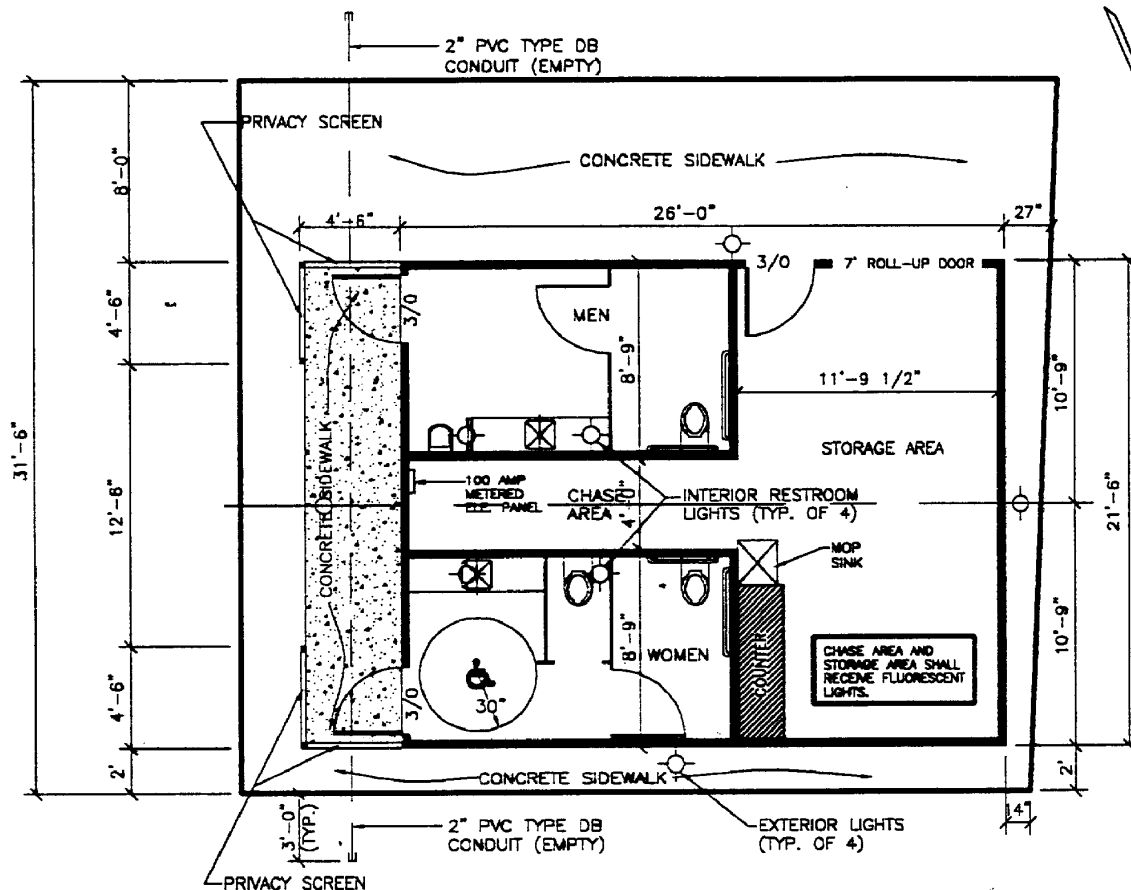 2" PVC TYPE DB
CONDUIT (EMPTY)
PRIVACY SCREEN
CONCRETE SIDEWALK
8'-0"
4'-6"
26'-0"
27"
3/0
7' ROLL-UP DOOR
3/0
MEN
4'-6"
8'-9"
11'-9 1/2"
10'-9"
STORAGE AREA
31'-6"
CONCRETE SIDEWALK
100 AMP
METERED
PANEL
CHASE
AREA
4'-0"
INTERIOR RESTROOM
LIGHTS (TYP. OF 4)
12'-6"
21'-6"
MOP
SINK
COUNTER
CHASE AREA AND
STORAGE AREA SHALL
RECEIVE FLUORESCENT
LIGHTS.
8'-9"
WOMEN
10'-9"
30"
3/0
4'-6"
2'
CONCRETE SIDEWALK
2'
14"
3'-0"
(TYP.)
2" PVC TYPE DB
CONDUIT (EMPTY)
EXTERIOR LIGHTS
(TYP. OF 4)
PRIVACY SCREEN